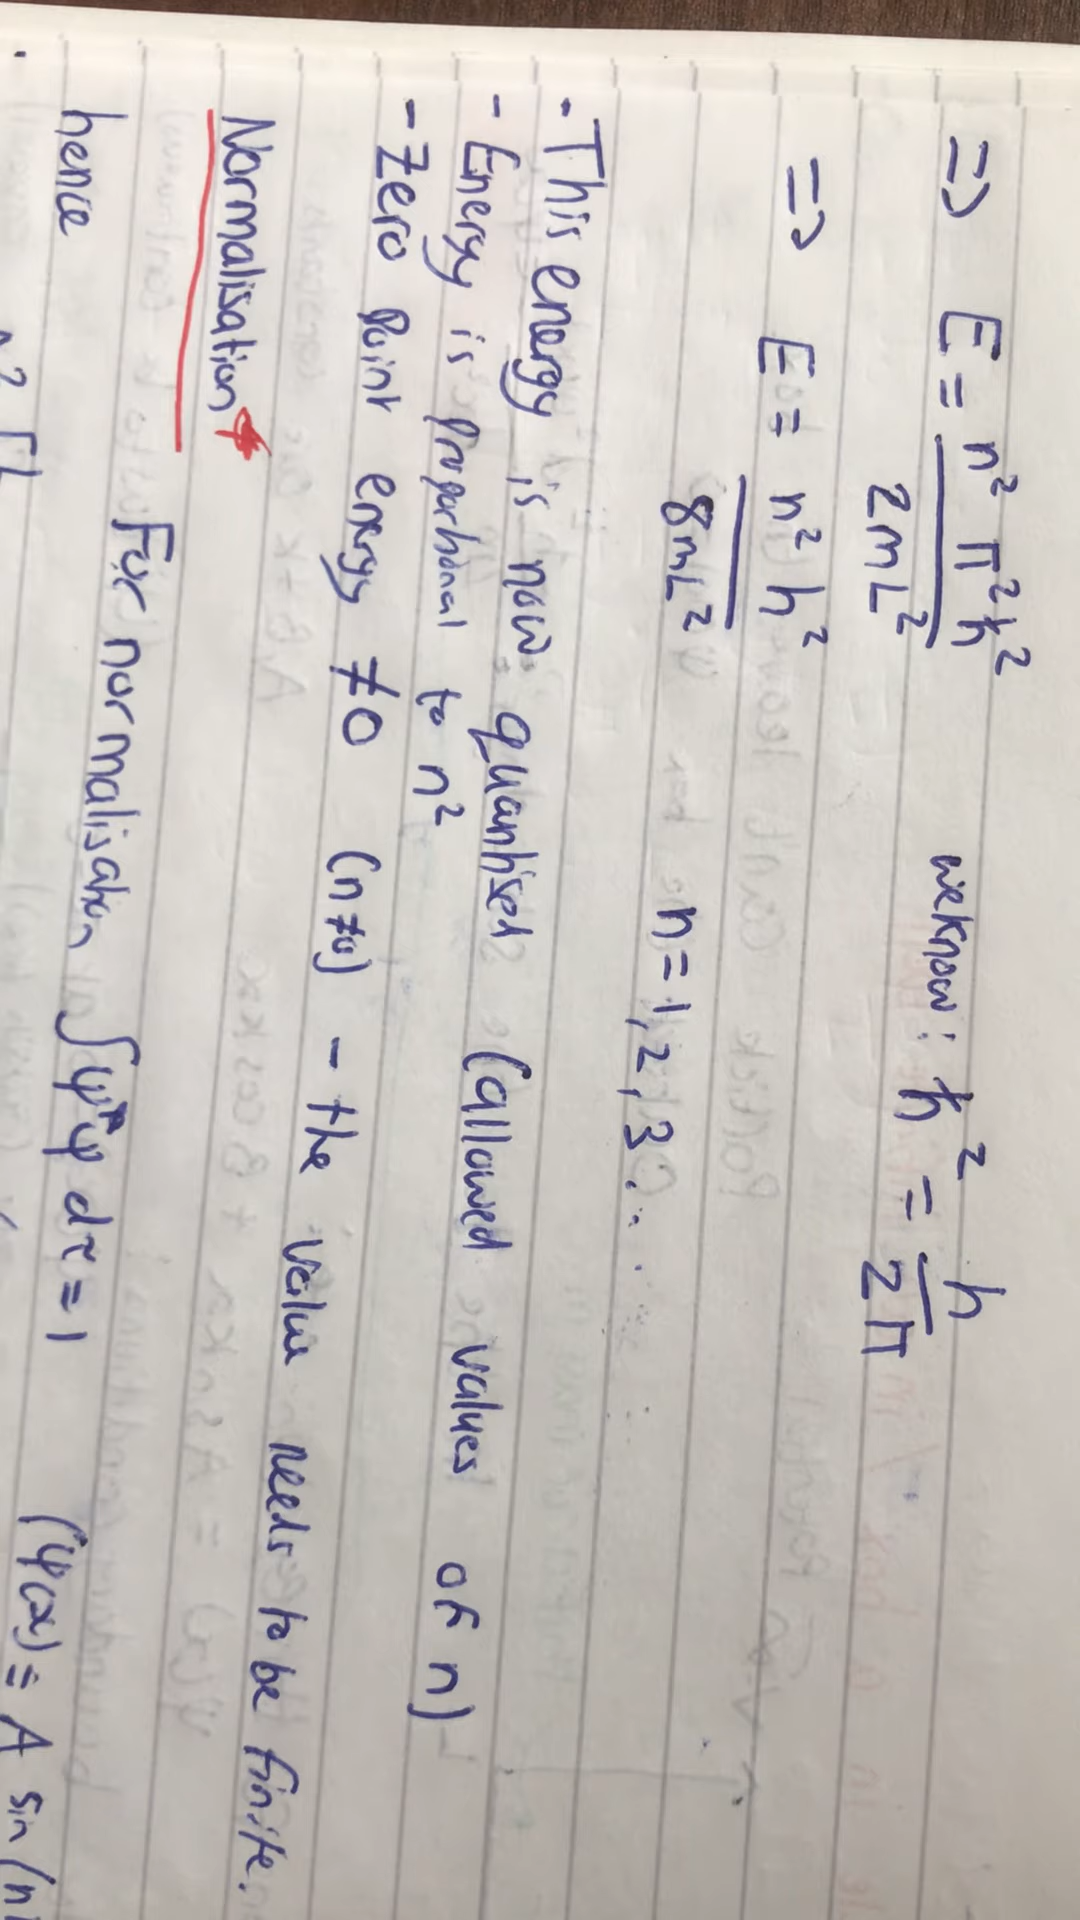 => E = n² π² ħ² / 2mL² we know: ħ² = h / 2π
=> E = n² h² / 8mL² n = 1, 2, 3...
· This energy is now quantised (allowed values of n)
- Energy is proportional to n²
- Zero point energy ≠ 0 (n≠0) - the value needs to be finite.
Normalisation
For normalisation ∫ψ*ψ dτ = 1
hence (ψ(x) = A sin (n